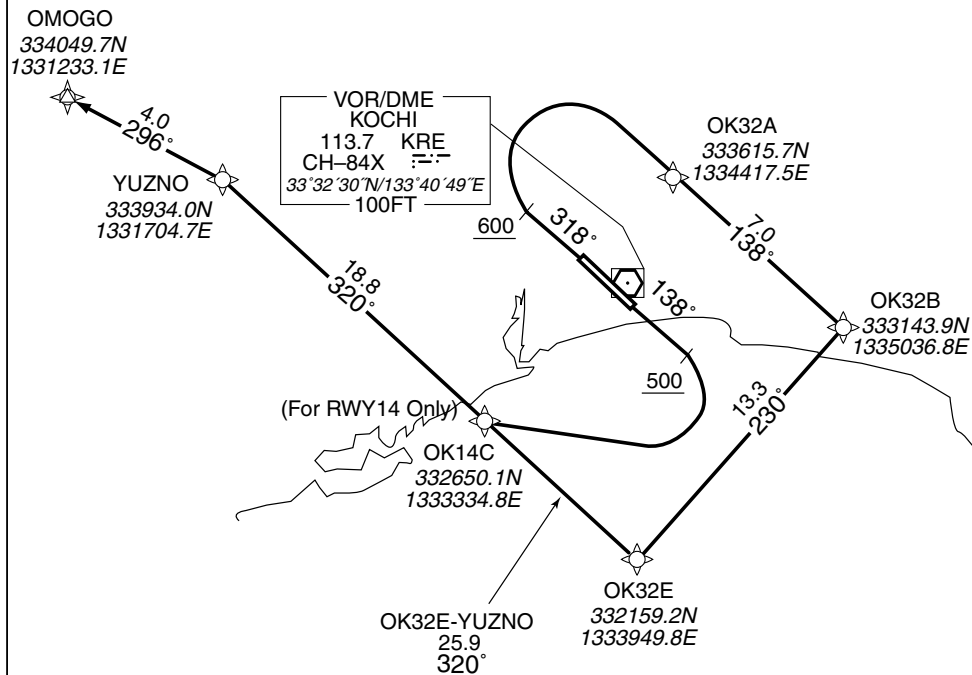 OMOGO
334049.7N
1331233.1E
4.0
296°
YUZNO
333934.0N
1331704.7E
VOR/DME
KOCHI
113.7 KRE
CH–84X
33°32´30˝N/133°40´49˝E
100FT
OK32A
333615.7N
1334417.5E
600
318°
7.0
138°
18.8
320°
138°
OK32B
333143.9N
1335036.8E
500
13.3
230°
(For RWY14 Only)
OK14C
332650.1N
1333334.8E
OK32E
332159.2N
1333949.8E
OK32E-YUZNO
25.9
320°